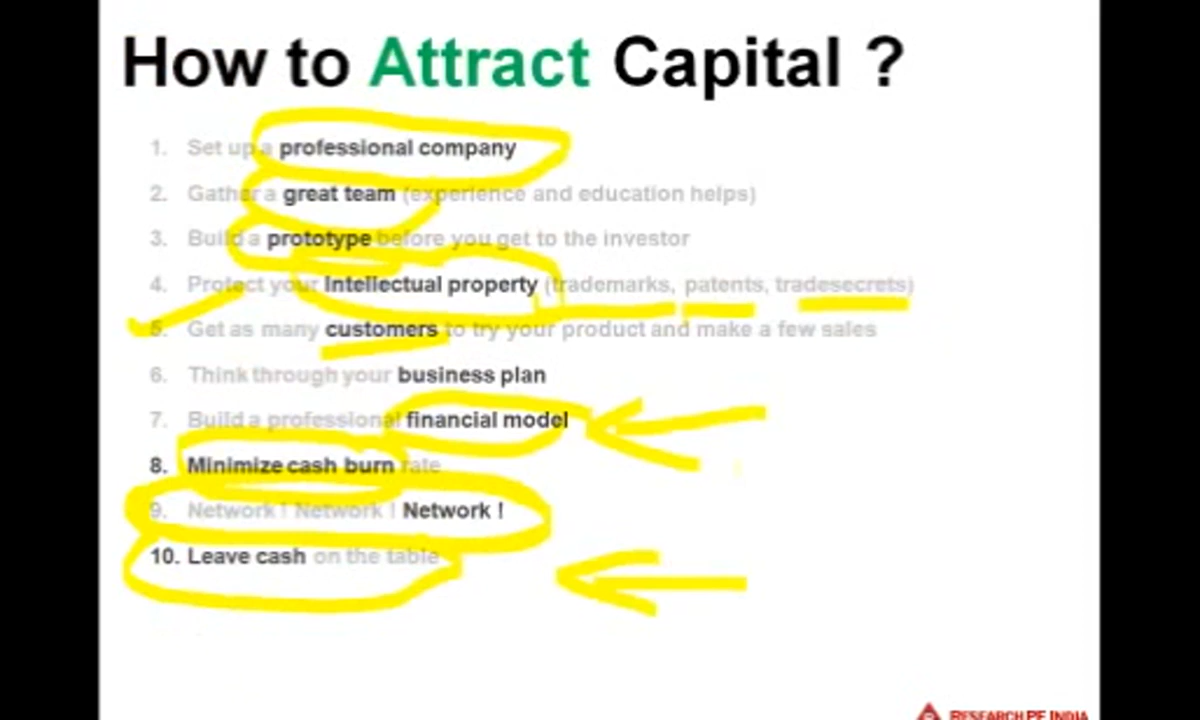 How to Attract Capital ?
1. Set up a professional company
2. Gather a great team (experience and education helps)
3. Build a prototype before you get to the investor
4. Protect your Intellectual property (trademarks, patents, tradesecrets)
5. Get as many customers to try your product and make a few sales
6. Think through your business plan
7. Build a professional financial model
8. Minimize cash burn rate
9. Network ! Network ! Network !
10. Leave cash on the table
RESEARCH PE INDIA